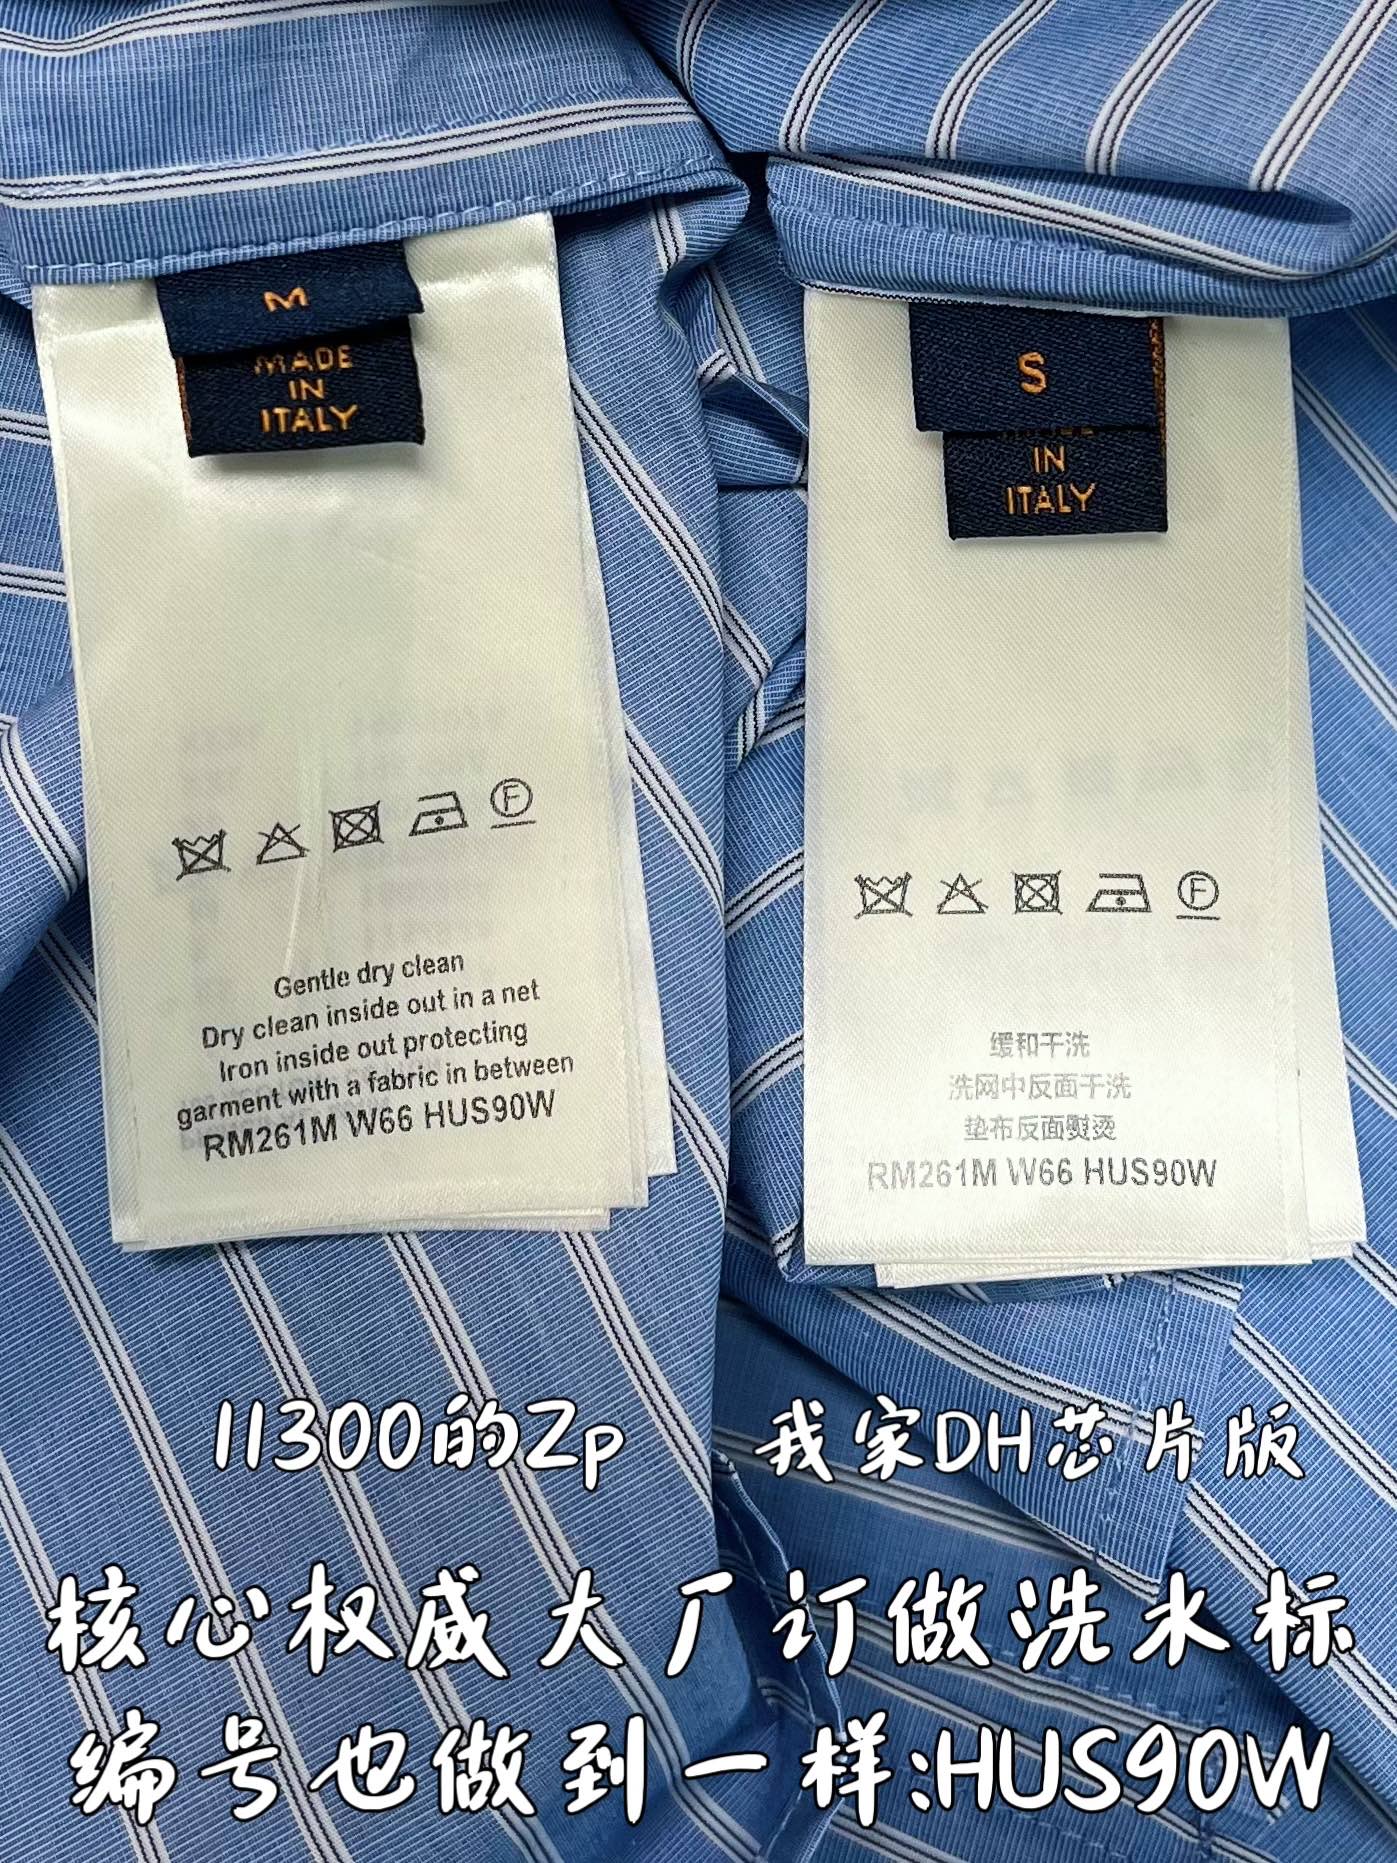 M
MADE
IN
ITALY
Gentle dry clean
Dry clean inside out in a net
Iron inside out protecting
garment with a fabric in between
RM261M W66 HUS90W
S
IN
ITALY
F
F
缓和干洗
洗网中反面干洗
垫布反面熨烫
RM261M W66 HUS90W
11300的Zp
我家DH芯片版
核心权威大厂订做洗水标
编号也做到一样:HUS90W